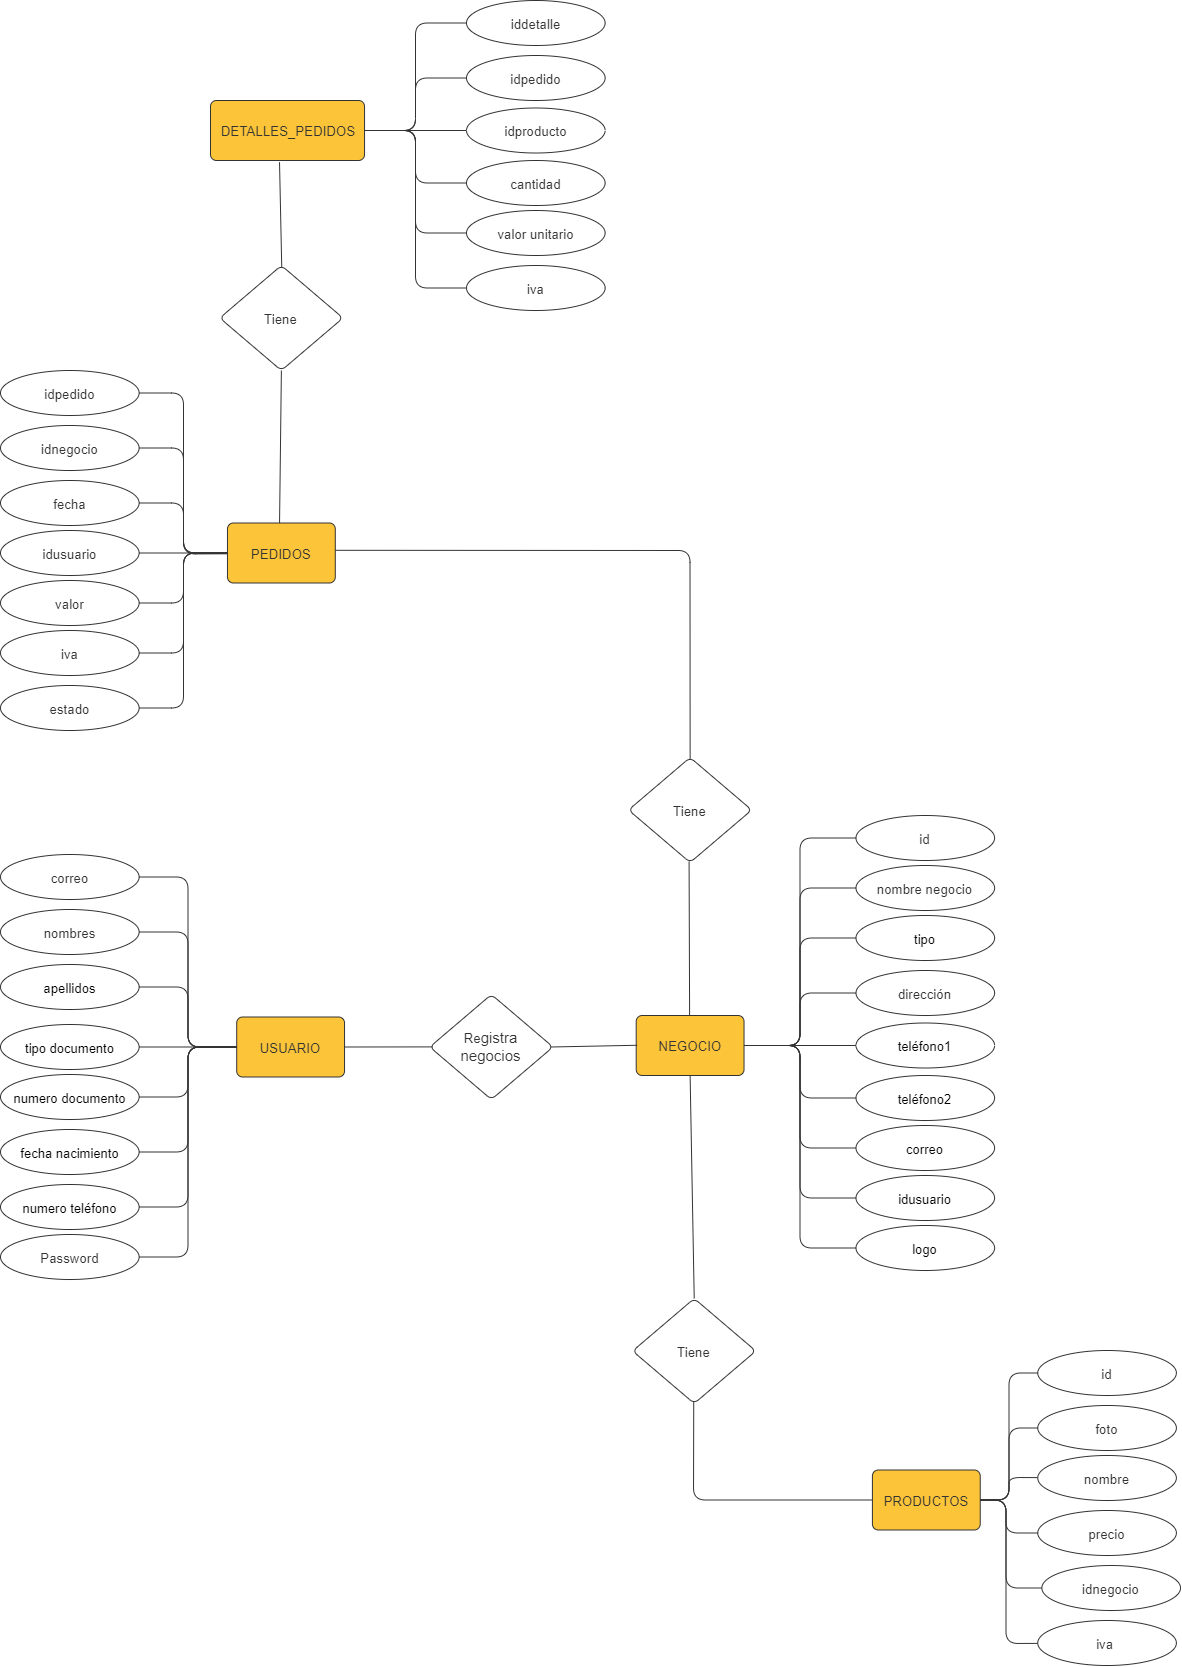 iddetalle
idpedido
DETALLES_PEDIDOS
idproducto
cantidad
valor unitario
iva
Tiene
idpedido
idnegocio
fecha
idusuario
PEDIDOS
valor
iva
estado
Tiene
id
nombre negocio
tipo
dirección
teléfono1
NEGOCIO
teléfono2
correo
idusuario
logo
correo
nombres
apellidos
tipo documento
USUARIO
Registra
negocios
numero documento
fecha nacimiento
numero teléfono
Password
Tiene
id
foto
nombre
PRODUCTOS
precio
idnegocio
iva